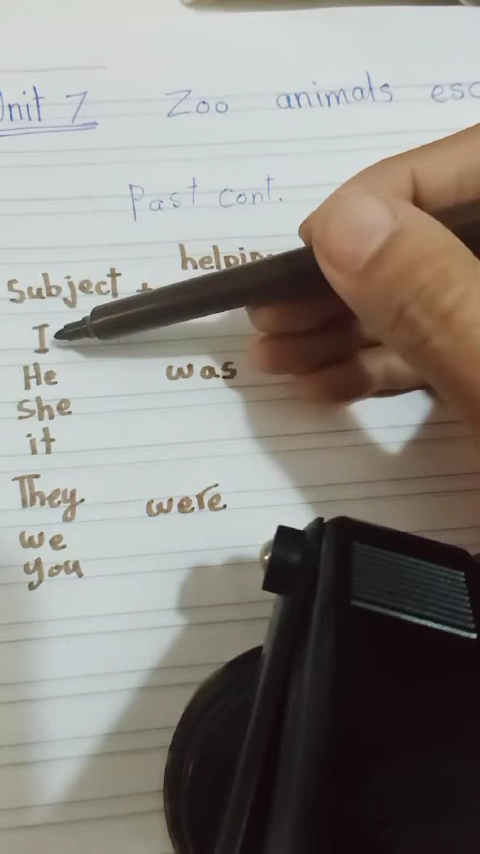 Unit 7 Zoo animals
Past cont.
Subject +
I
He was
She
it
They were
we
you